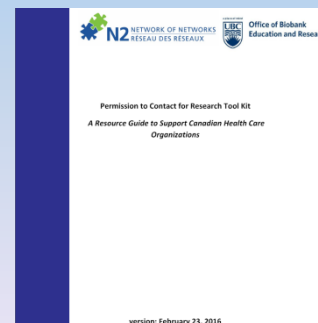 N2 NETWORK OF NETWORKS
RÉSEAU DES RÉSEAUX
UBC
Office of Biobank
Education and Resea
Permission to Contact for Research Tool Kit
A Resource Guide to Support Canadian Health Care
Organizations
version: February 23, 2016